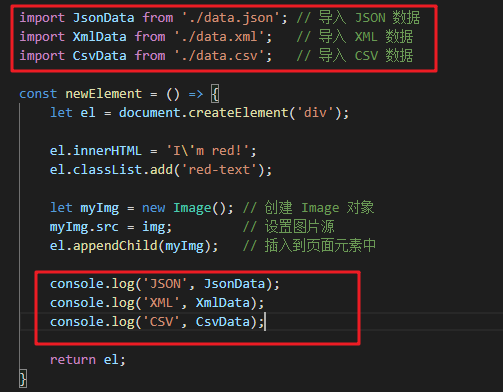 import JsonData from './data.json'; // 导入 JSON 数据
import XmlData from './data.xml';   // 导入 XML 数据
import CsvData from './data.csv';   // 导入 CSV 数据
const newElement = () => {
    let el = document.createElement('div');
    el.innerHTML = 'I\'m red!';
    el.classList.add('red-text');
    let myImg = new Image(); // 创建 Image 对象
    myImg.src = img;         // 设置图片源
    el.appendChild(myImg);   // 插入到页面元素中
    console.log('JSON', JsonData);
    console.log('XML', XmlData);
    console.log('CSV', CsvData);
    return el;
}